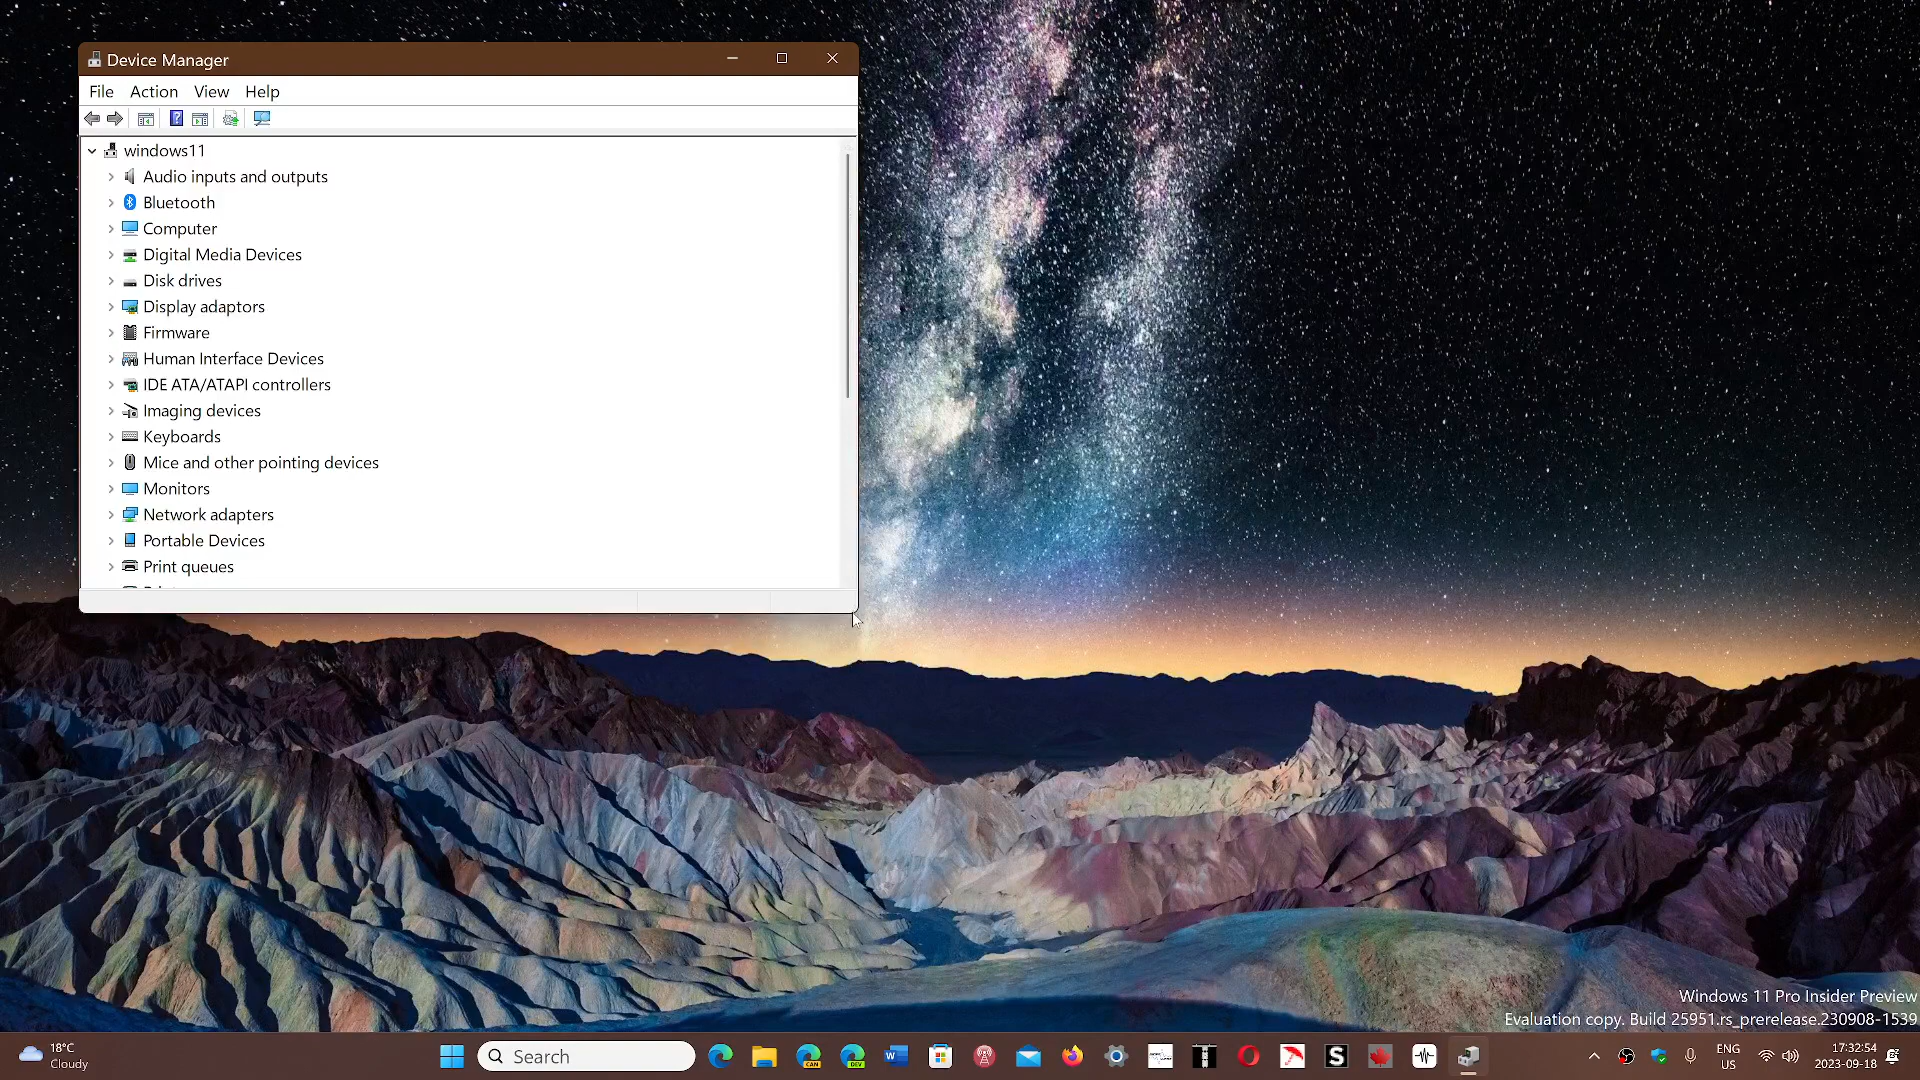 Device Manager
File Action View Help
windows11
Audio inputs and outputs
Bluetooth
Computer
Digital Media Devices
Disk drives
Display adaptors
Firmware
Human Interface Devices
IDE ATA/ATAPI controllers
Imaging devices
Keyboards
Mice and other pointing devices
Monitors
Network adapters
Portable Devices
Print queues
Windows 11 Pro Insider Preview
Evaluation copy. Build 25951.rs_prerelease.230908-1539
18°C
Cloudy
Search
CAN
DEV
W
S
ENG
US
17:32:54
2023-09-18